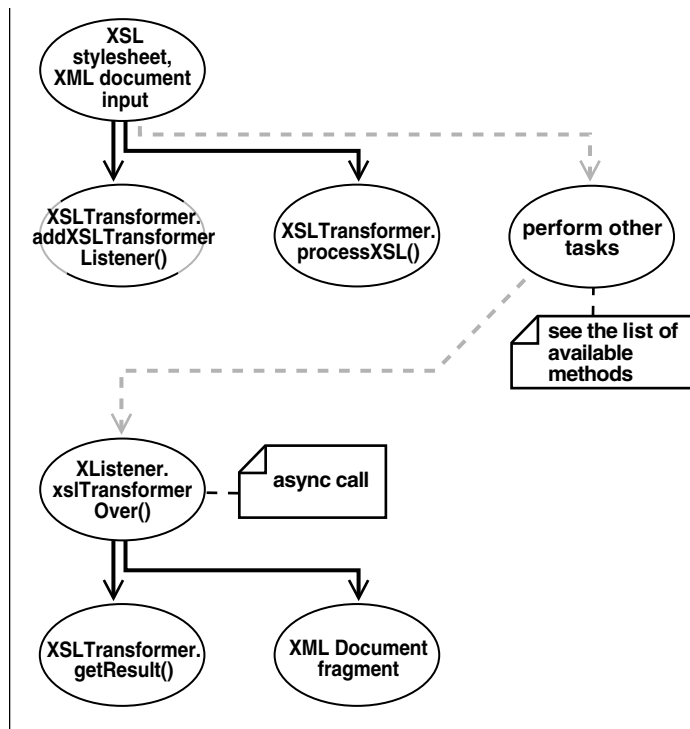 XSL
stylesheet,
XML document
input
XSLTransformer.
addXSLTransformer
Listener()
XSLTransformer.
processXSL()
perform other
tasks
see the list of
available
methods
XListener.
xslTransformer
Over()
async call
XSLTransformer.
getResult()
XML Document
fragment